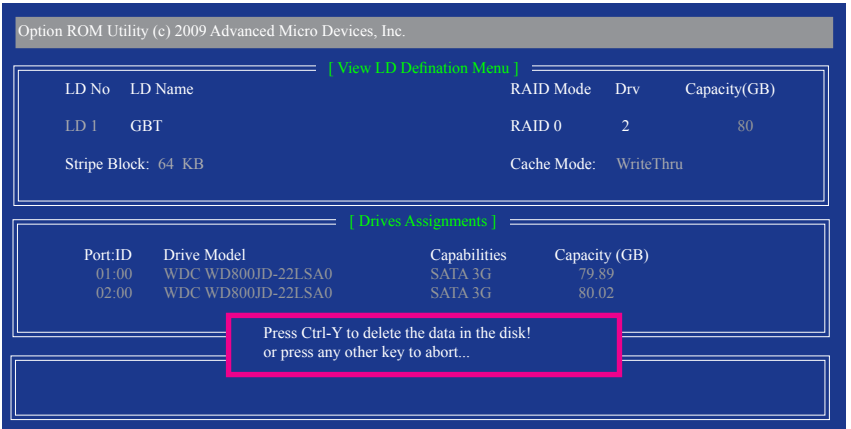 Option ROM Utility (c) 2009 Advanced Micro Devices, Inc.
[ View LD Defination Menu ]
LD No LD Name RAID Mode Drv Capacity(GB)
LD 1 GBT RAID 0 2 80
Stripe Block: 64 KB Cache Mode: WriteThru
[ Drives Assignments ]
Port:ID Drive Model Capabilities Capacity (GB)
01:00 WDC WD800JD-22LSA0 SATA 3G 79.89
02:00 WDC WD800JD-22LSA0 SATA 3G 80.02
Press Ctrl-Y to delete the data in the disk!
or press any other key to abort...